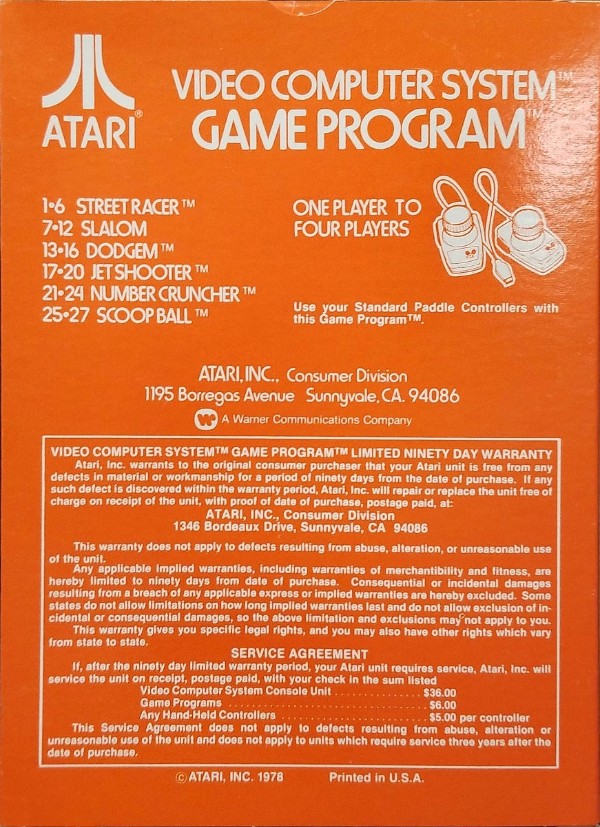 ATARI®
VIDEO COMPUTER SYSTEM™
GAME PROGRAM™
1•6 STREET RACER™
7•12 SLALOM
13•16 DODGEM™
17•20 JET SHOOTER™
21•24 NUMBER CRUNCHER™
25•27 SCOOP BALL™
ONE PLAYER TO
FOUR PLAYERS
Use your Standard Paddle Controllers with
this Game Program™.
ATARI, INC., Consumer Division
1195 Borregas Avenue Sunnyvale, CA. 94086
A Warner Communications Company
VIDEO COMPUTER SYSTEM™ GAME PROGRAM™ LIMITED NINETY DAY WARRANTY
Atari, Inc. warrants to the original consumer purchaser that your Atari unit is free from any
defects in material or workmanship for a period of ninety days from the date of purchase. If any
such defect is discovered within the warranty period, Atari, Inc. will repair or replace the unit free of
charge on receipt of the unit, with proof of date of purchase, postage paid, at:
ATARI, INC., Consumer Division
1346 Bordeaux Drive, Sunnyvale, CA 94086
This warranty does not apply to defects resulting from abuse, alteration, or unreasonable use
of the unit.
Any applicable implied warranties, including warranties of merchantibility and fitness, are
hereby limited to ninety days from date of purchase. Consequential or incidental damages
resulting from a breach of any applicable express or implied warranties are hereby excluded. Some
states do not allow limitations on how long implied warranties last and do not allow exclusion of in-
cidental or consequential damages, so the above limitation and exclusions may not apply to you.
This warranty gives you specific legal rights, and you may also have other rights which vary
from state to state.
SERVICE AGREEMENT
If, after the ninety day limited warranty period, your Atari unit requires service, Atari, Inc. will
service the unit on receipt, postage paid, with your check in the sum listed
Video Computer System Console Unit . . . . . . . . . . . . . $36.00
Game Programs . . . . . . . . . . . . . . . . . . . . . . . . . . . . . . $6.00
Any Hand-Held Controllers . . . . . . . . . . . . . . . . . . . . . $5.00 per controller
This Service Agreement does not apply to defects resulting from abuse, alteration or
unreasonable use of the unit and does not apply to units which require service three years after the
date of purchase.
© ATARI, INC. 1978 Printed in U.S.A.